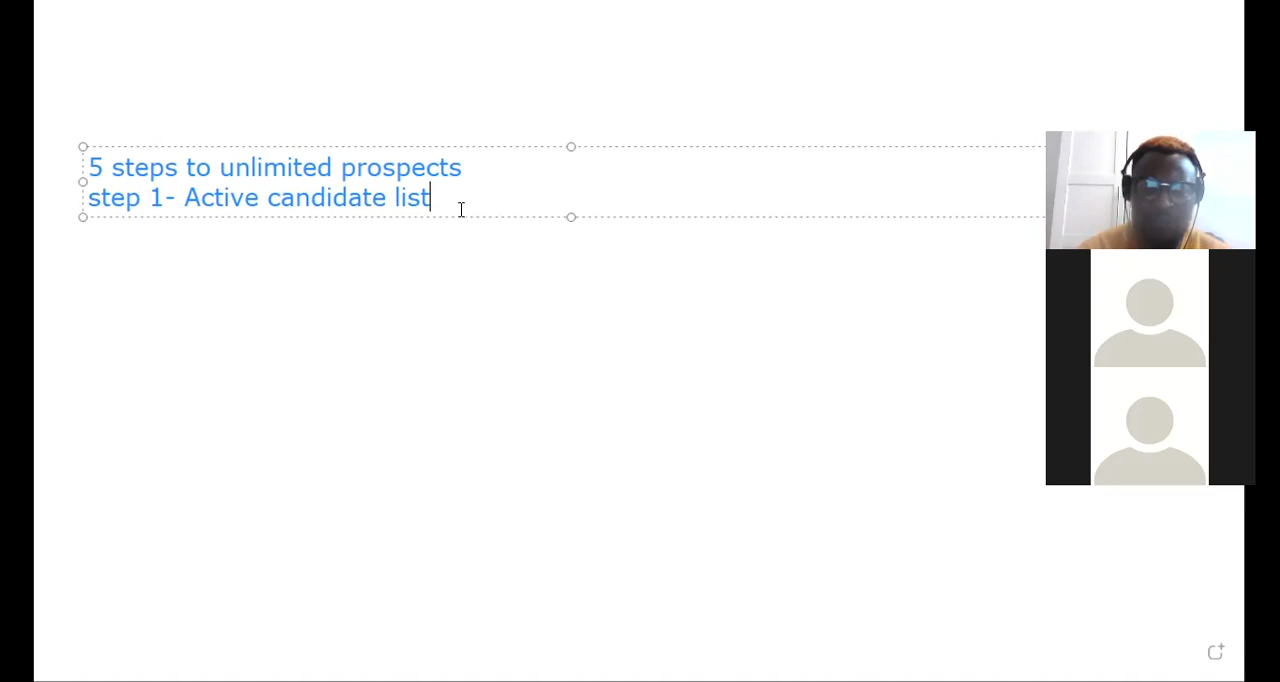 5 steps to unlimited prospects
step 1- Active candidate list